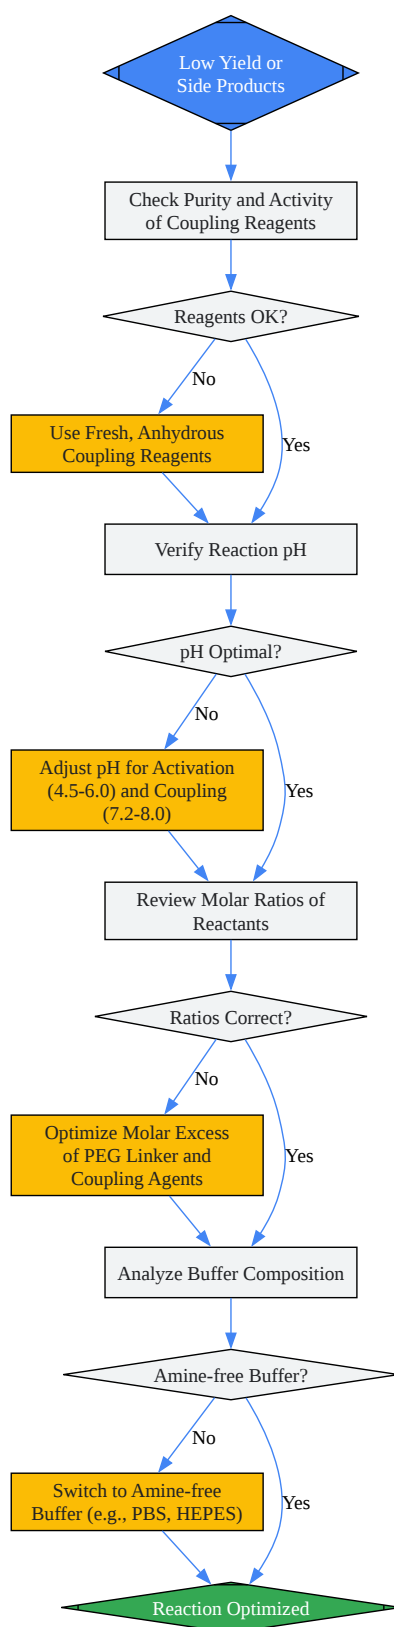 Low Yield or
Side Products
Check Purity and Activity
of Coupling Reagents
Reagents OK?
No
Use Fresh, Anhydrous
Coupling Reagents
Yes
Verify Reaction pH
pH Optimal?
No
Adjust pH for Activation
(4.5-6.0) and Coupling
(7.2-8.0)
Yes
Review Molar Ratios of
Reactants
Ratios Correct?
No
Optimize Molar Excess
of PEG Linker and
Coupling Agents
Yes
Analyze Buffer Composition
Amine-free Buffer?
No
Switch to Amine-free
Buffer (e.g., PBS, HEPES)
Yes
Reaction Optimized